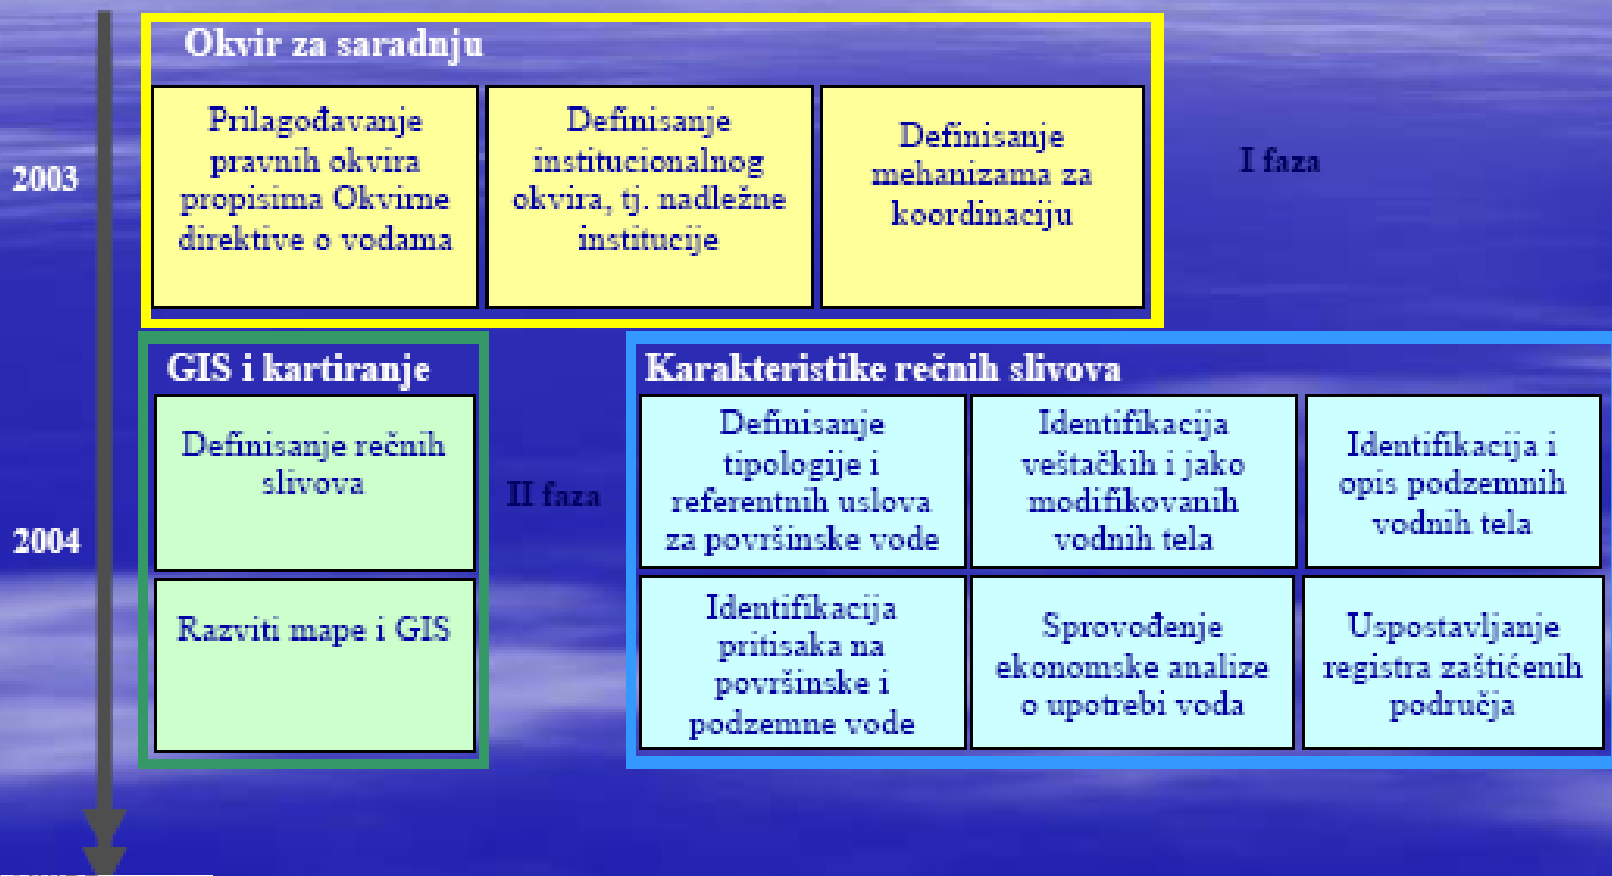 Okvir za saradnju
2003
Prilagođavanje
pravnih okvira
propisima Okvirne
direktive o vodama
Definisanje
institucionalnog
okvira, tj. nadležne
institucije
Definisanje
mehanizama za
koordinaciju
I faza
2004
GIS i kartiranje
Definisanje rečnih
slivova
Razviti mape i GIS
II faza
Karakteristike rečnih slivova
Definisanje
tipologije i
referentnih uslova
za površinske vode
Identifikacija
veštačkih i jako
modifikovanih
vodnih tela
Identifikacija i
opis podzemnih
vodnih tela
Identifikacija
pritisaka na
površinske i
podzemne vode
Sprovođenje
ekonomske analize
o upotrebi voda
Uspostavljanje
registra zaštićenih
područja